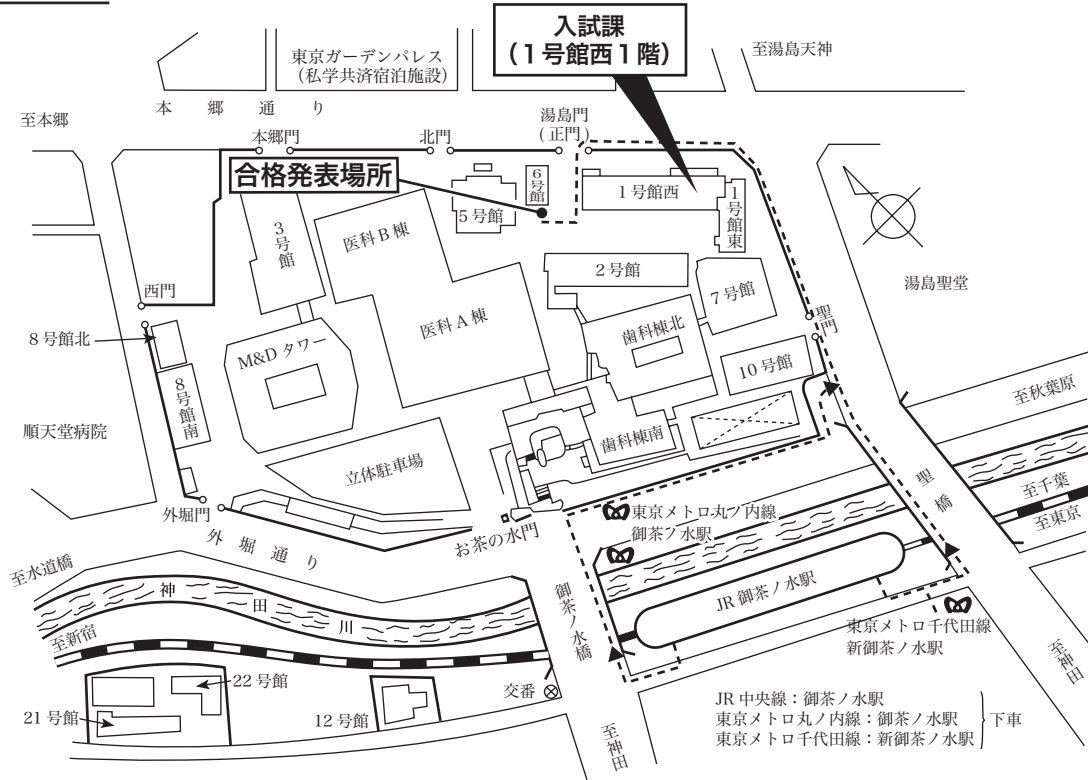 入試課
（１号館西１階）
東京ガーデンパレス
（私学共済宿泊施設）
至湯島天神
本郷通り
至本郷
湯島門
(正門)
本郷門
北門
合格発表場所
6号館
5号館
1号館西
1号館東
3号館
医科B棟
2号館
7号館
湯島聖堂
西門
医科A棟
歯科棟北
聖門
8号館北
M&Dタワー
10号館
8号館南
至秋葉原
順天堂病院
歯科棟南
立体駐車場
聖橋
至千葉
至東京
外堀門
お茶の水門
東京メトロ丸ノ内線
御茶ノ水駅
外堀通り
至水道橋
神田川
御茶ノ水橋
JR御茶ノ水駅
至新宿
東京メトロ千代田線
新御茶ノ水駅
至神田
22号館
21号館
12号館
交番
至神田
JR中央線：御茶ノ水駅
東京メトロ丸ノ内線：御茶ノ水駅
東京メトロ千代田線：新御茶ノ水駅
下車